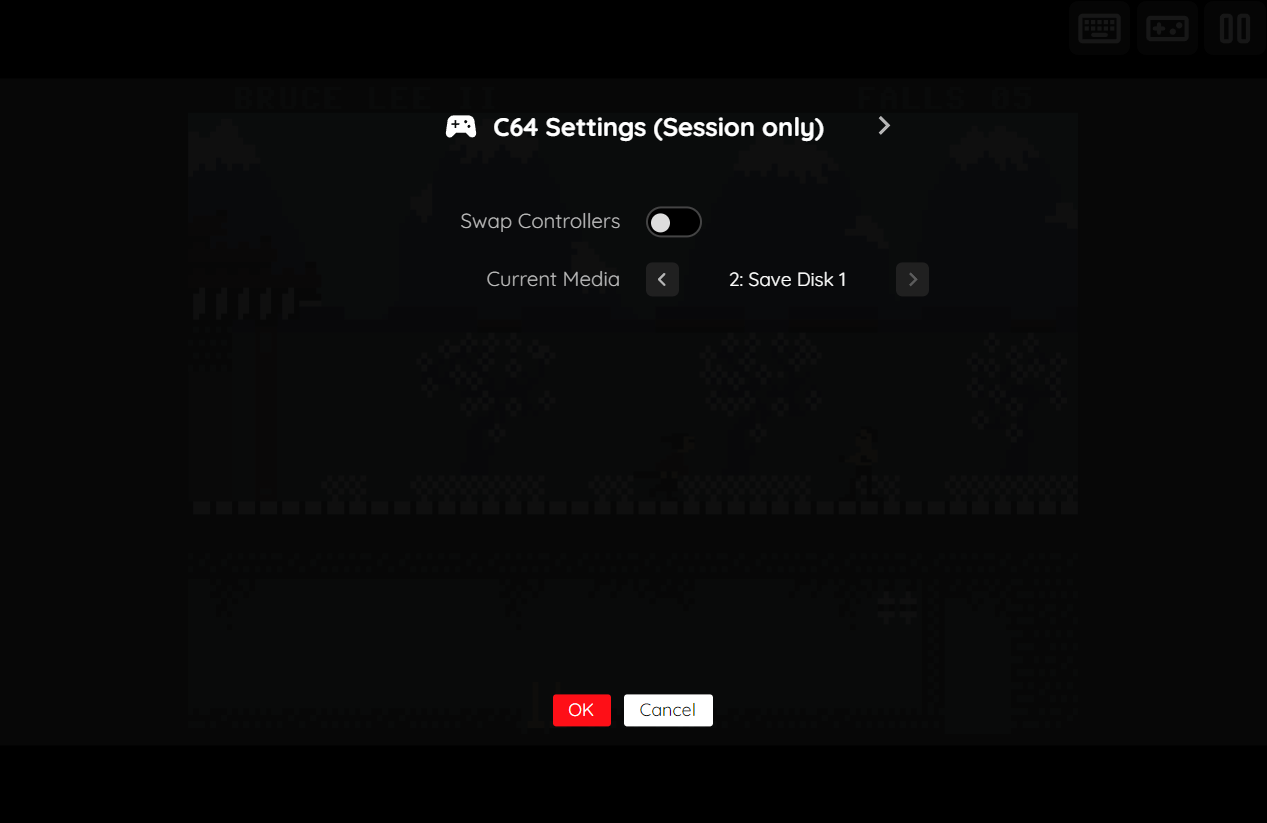 BRUCE LEE II FALLS 05
C64 Settings (Session only)
Swap Controllers
Current Media 2: Save Disk 1
OK Cancel